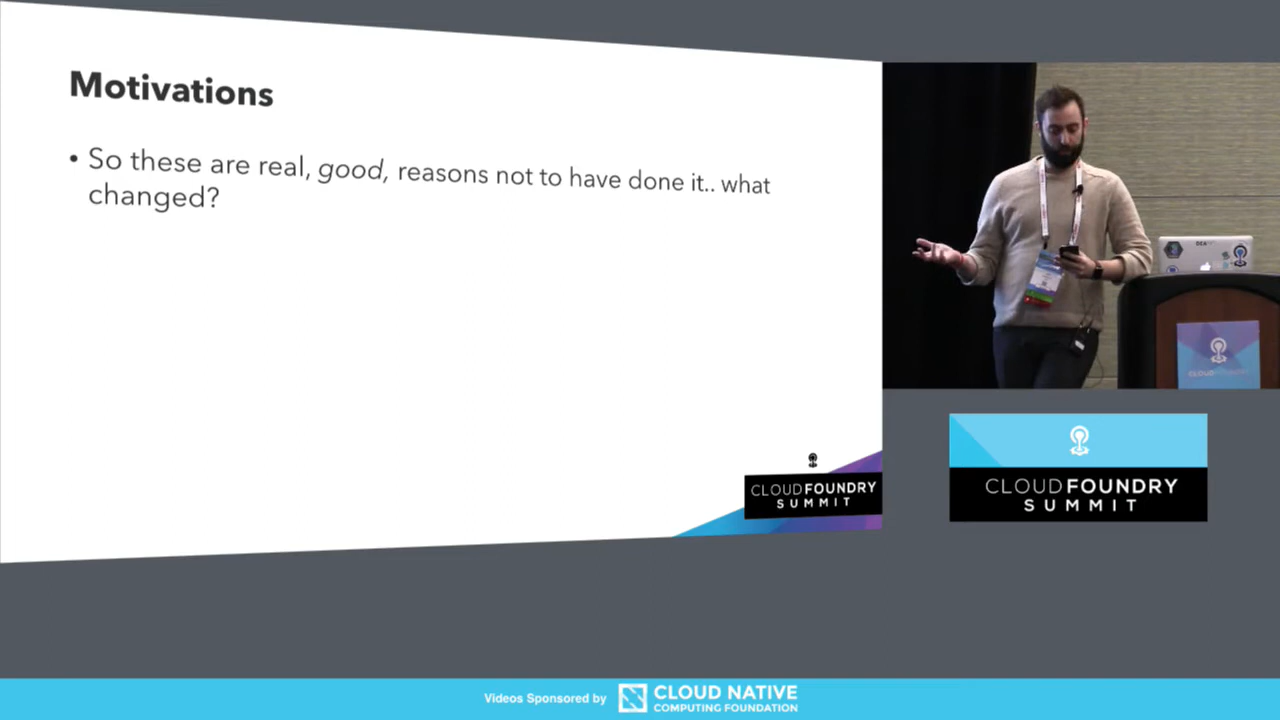 Motivations
• So these are real, good, reasons not to have done it.. what
changed?
CLOUDFOUNDRY
SUMMIT
CLOUDFOUNDRY
CLOUDFOUNDRY
SUMMIT
Videos Sponsored by
CLOUD NATIVE
COMPUTING FOUNDATION